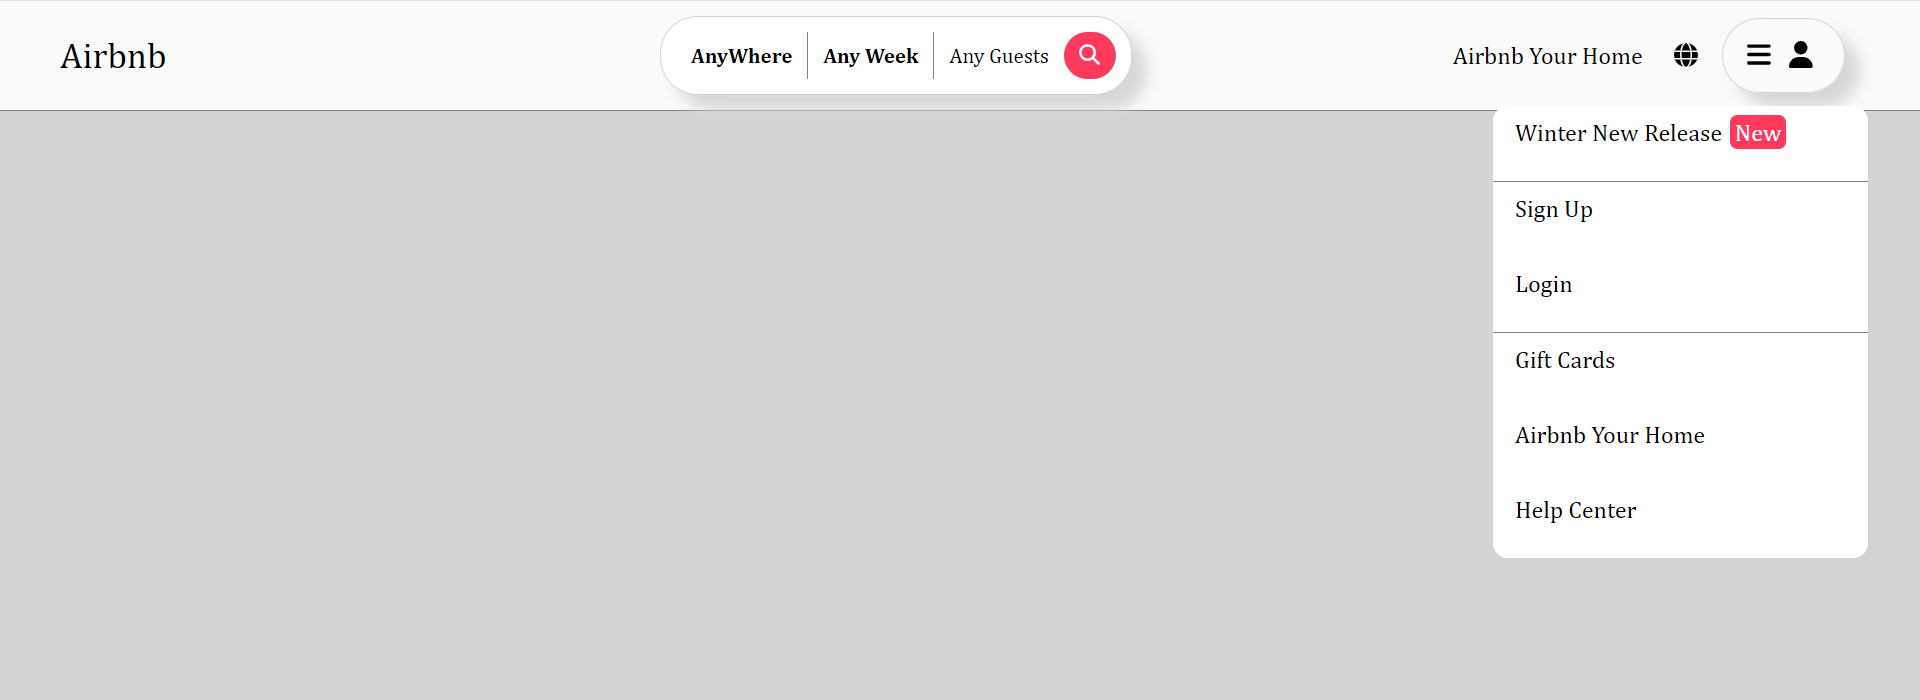 Airbnb
AnyWhere
Any Week
Any Guests
Airbnb Your Home
Winter New Release New
Sign Up
Login
Gift Cards
Airbnb Your Home
Help Center